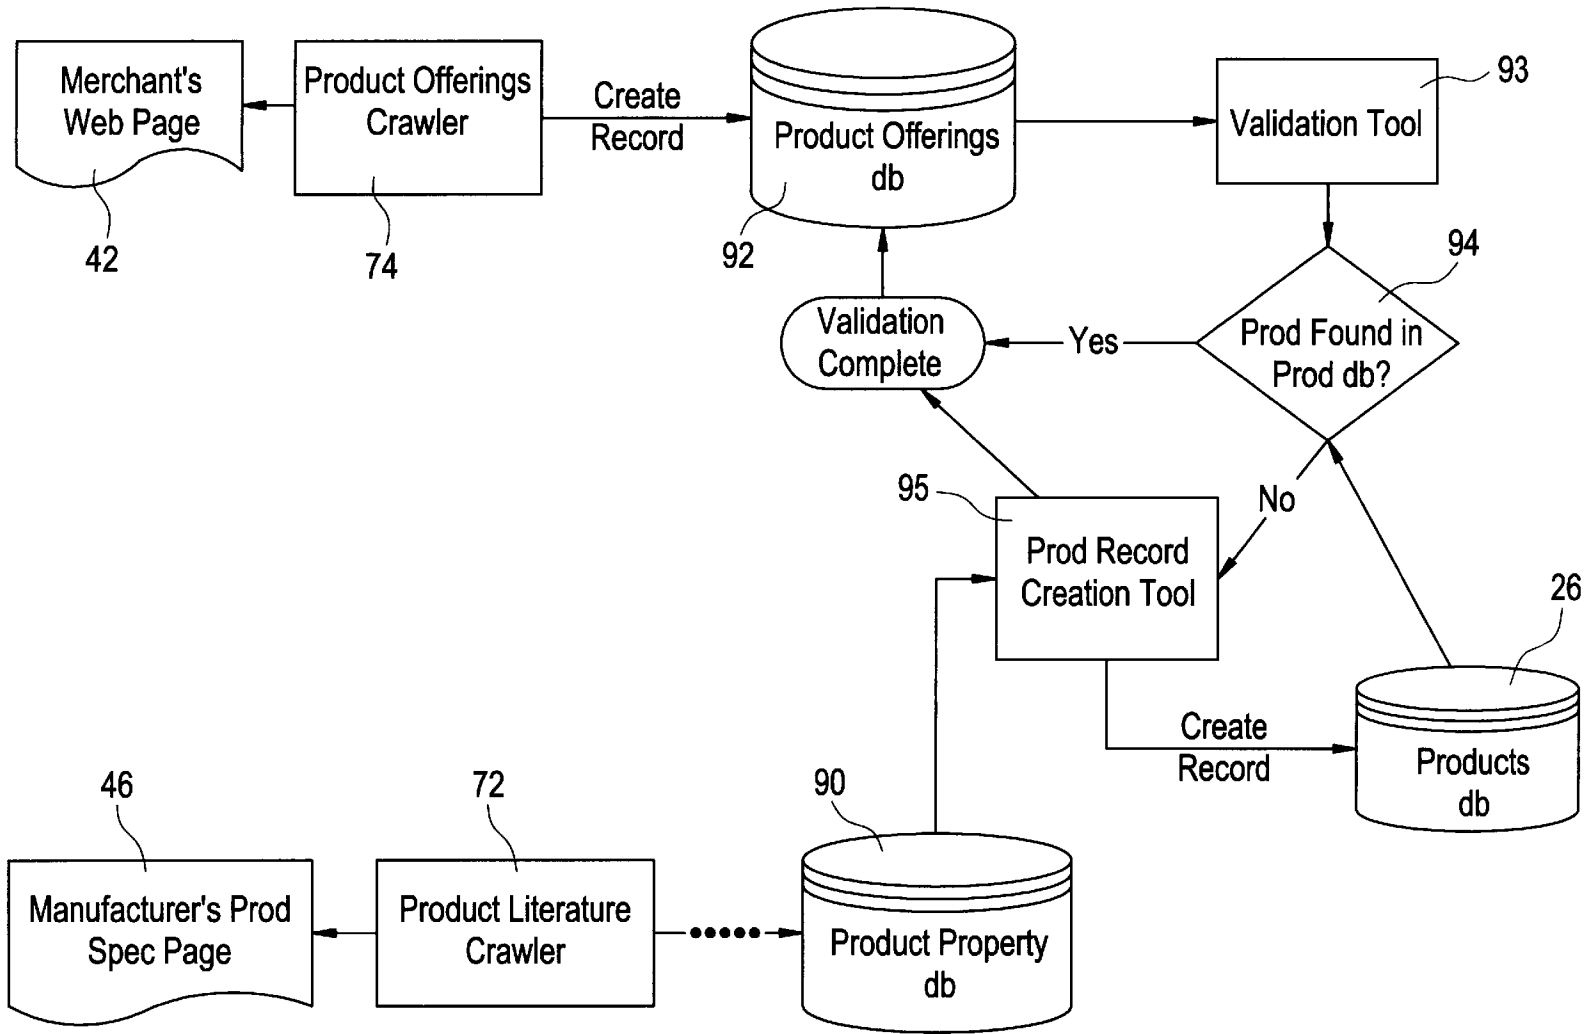 Merchant's
Web Page
42
Product Offerings
Crawler
74
Create
Record
Product Offerings
db
92
Validation Tool
93
94
Prod Found in
Prod db?
Yes
Validation
Complete
No
95
Prod Record
Creation Tool
26
Create
Record
Products
db
46
Manufacturer's Prod
Spec Page
72
Product Literature
Crawler
90
Product Property
db